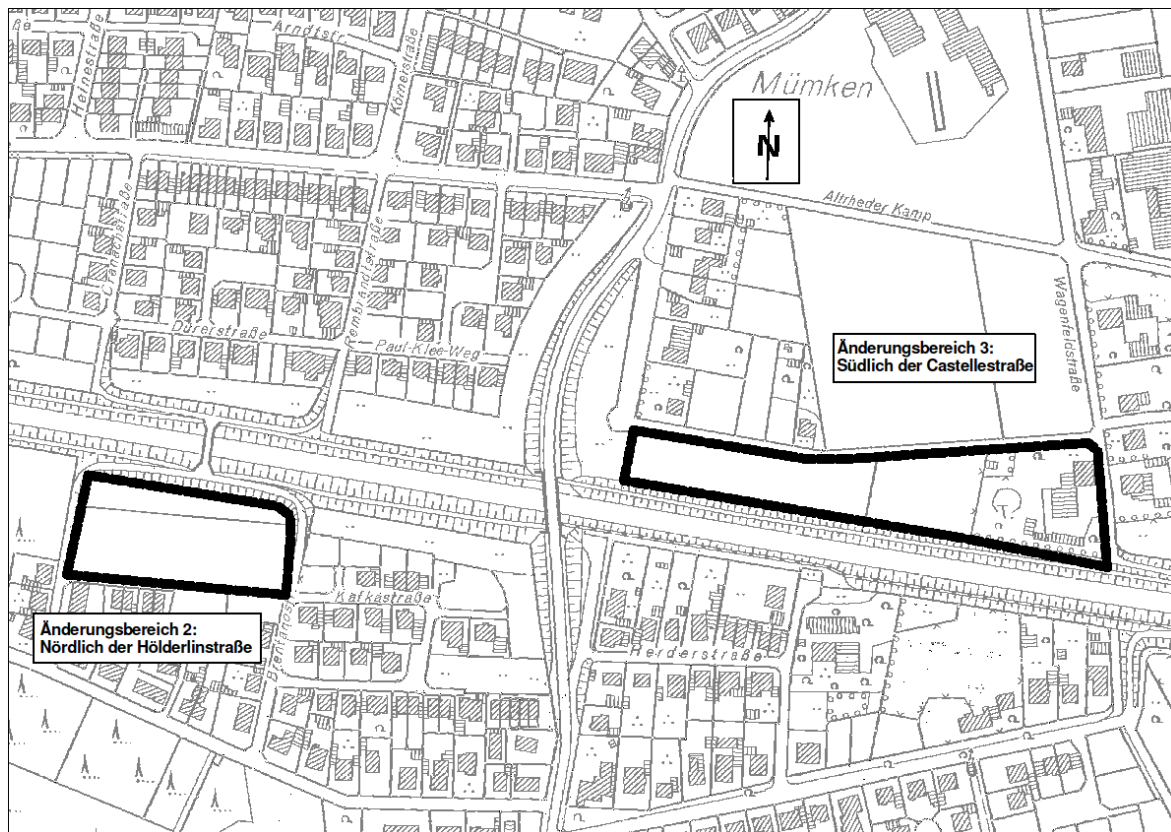 Heinestraße
Arndtstr.
Körnerstraße
Mümken
N
Altrheder Kamp
Cranachstraße
Rembrandtstraße
Dürerstraße
Paul-Klee-Weg
Wagenfeldstraße
Änderungsbereich 3:
Südlich der Castellestraße
Kafkastraße
Änderungsbereich 2:
Nördlich der Hölderlinstraße
Herderstraße